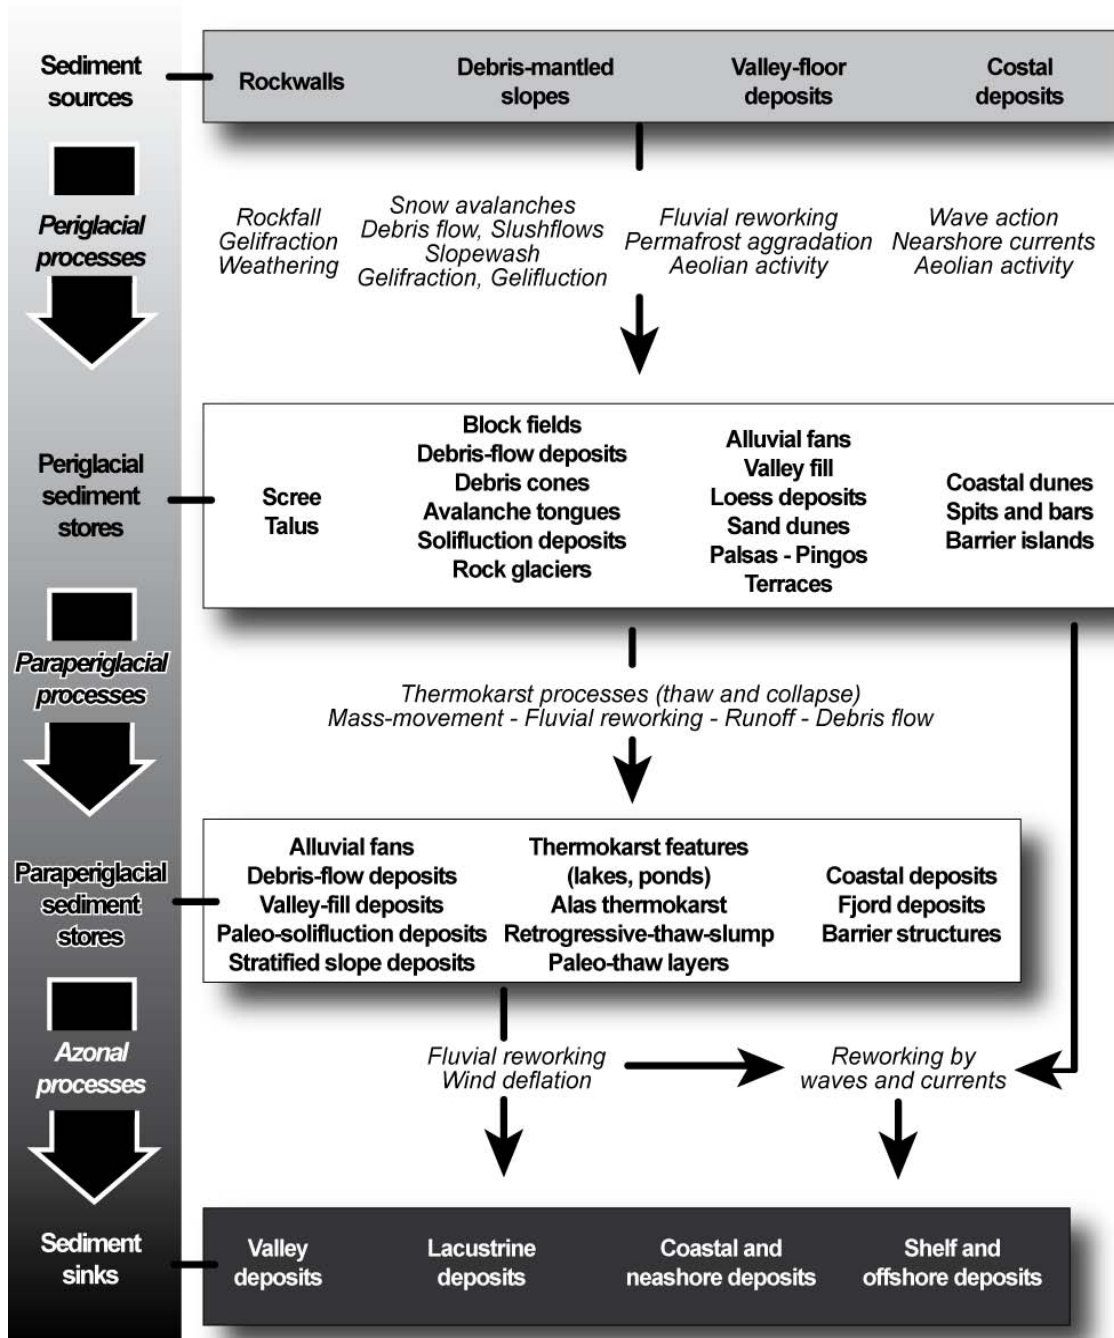 Sediment
sources
Rockwalls
Debris-mantled
slopes
Valley-floor
deposits
Costal
deposits
Periglacial
processes
Rockfall
Gelifraction
Weathering
Snow avalanches
Debris flow, Slushflows
Slopewash
Gelifraction, Gelifluction
Fluvial reworking
Permafrost aggradation
Aeolian activity
Wave action
Nearshore currents
Aeolian activity
Periglacial
sediment
stores
Scree
Talus
Block fields
Debris-flow deposits
Debris cones
Avalanche tongues
Solifluction deposits
Rock glaciers
Alluvial fans
Valley fill
Loess deposits
Sand dunes
Palsas - Pingos
Terraces
Coastal dunes
Spits and bars
Barrier islands
Paraperiglacial
processes
Thermokarst processes (thaw and collapse)
Mass-movement - Fluvial reworking - Runoff - Debris flow
Paraperiglacial
sediment
stores
Alluvial fans
Debris-flow deposits
Valley-fill deposits
Paleo-solifluction deposits
Stratified slope deposits
Thermokarst features
(lakes, ponds)
Alas thermokarst
Retrogressive-thaw-slump
Paleo-thaw layers
Coastal deposits
Fjord deposits
Barrier structures
Azonal
processes
Fluvial reworking
Wind deflation
Reworking by
waves and currents
Sediment
sinks
Valley
deposits
Lacustrine
deposits
Coastal and
neashore deposits
Shelf and
offshore deposits